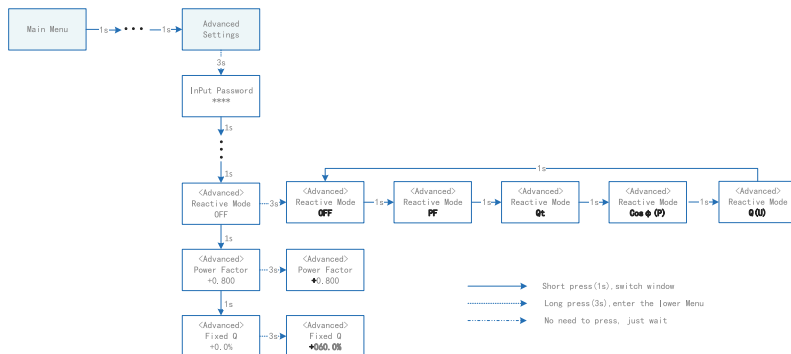 Main Menu
1s
1s
Advanced
Settings
3s
InPut Password
****
1s
1s
<Advanced>
Reactive Mode
OFF
3s
<Advanced>
Reactive Mode
OFF
1s
<Advanced>
Reactive Mode
PF
1s
<Advanced>
Reactive Mode
Qt
1s
<Advanced>
Reactive Mode
Cosφ(P)
1s
<Advanced>
Reactive Mode
Q(U)
1s
1s
<Advanced>
Power Factor
+0.800
3s
<Advanced>
Power Factor
+0.800
1s
<Advanced>
Fixed Q
+0.0%
3s
<Advanced>
Fixed Q
+060.0%
Short press(1s),switch window
Long press(3s),enter the lower Menu
No need to press, just wait